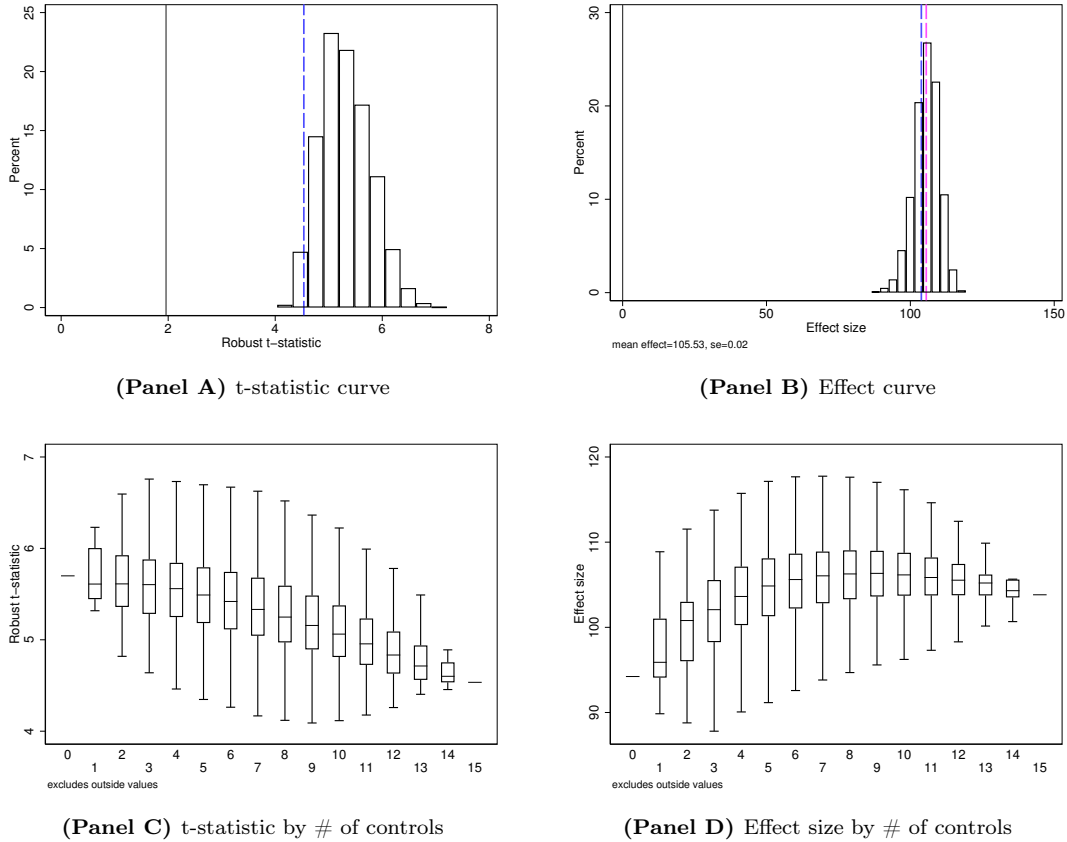 25
20
15
10
5
0
Percent
0 2 4 6 8
Robust t−statistic
(Panel A) t-statistic curve
30
20
10
0
Percent
0 50 100 150
Effect size
mean effect=105.53, se=0.02
(Panel B) Effect curve
7
6
5
4
Robust t−statistic
0 2 3 4 6 8 10 12 14
1 3 5 7 9 11 13 15
excludes outside values
(Panel C) t-statistic by # of controls
120
110
100
90
Effect size
0 2 4 6 8 10 12 14
1 3 5 7 9 11 13 15
excludes outside values
(Panel D) Effect size by # of controls